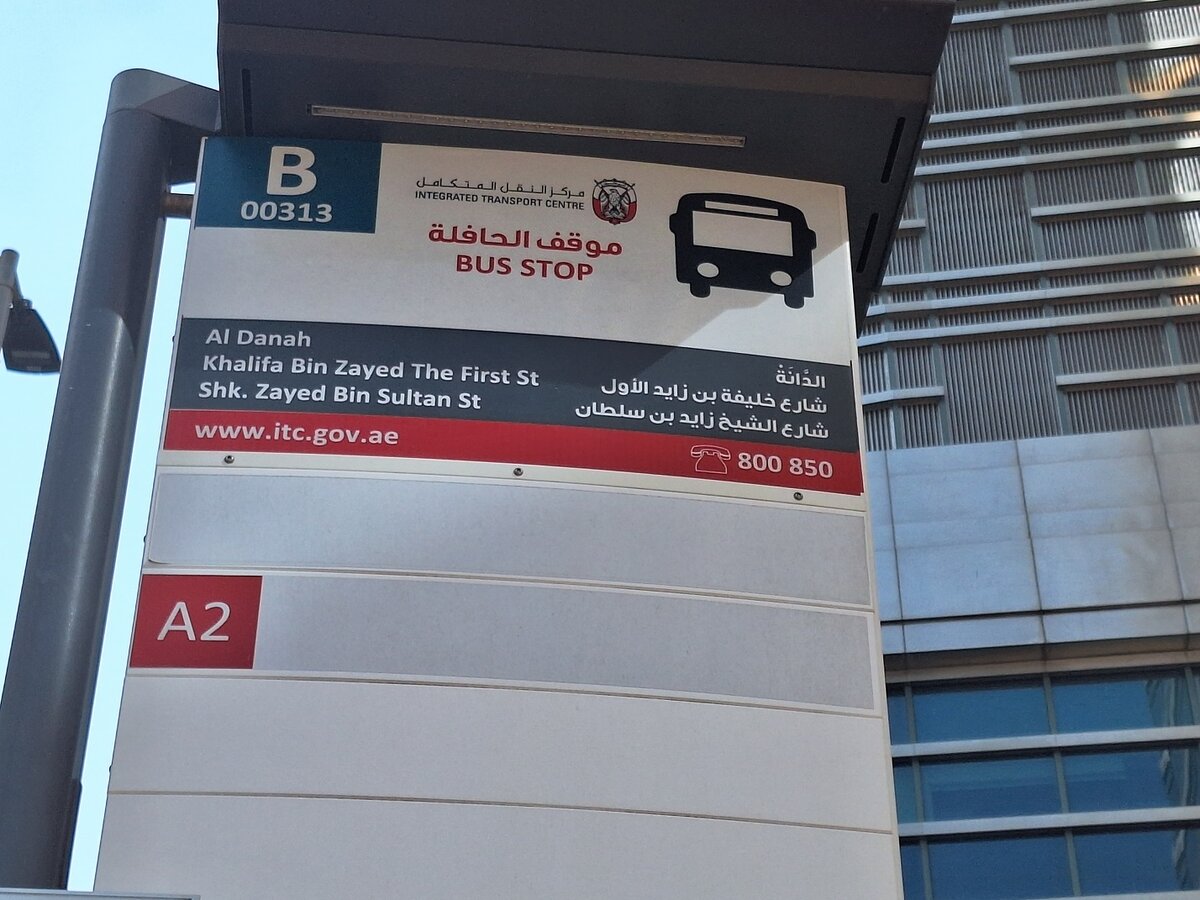 B
00313
مركز النقل المتكامل
INTEGRATED TRANSPORT CENTRE
موقف الحافلة
BUS STOP
Al Danah
Khalifa Bin Zayed The First St
Shk. Zayed Bin Sultan St
الدَّانَةْ
شارع خليفة بن زايد الأول
شارع الشيخ زايد بن سلطان
www.itc.gov.ae
800 850
A2